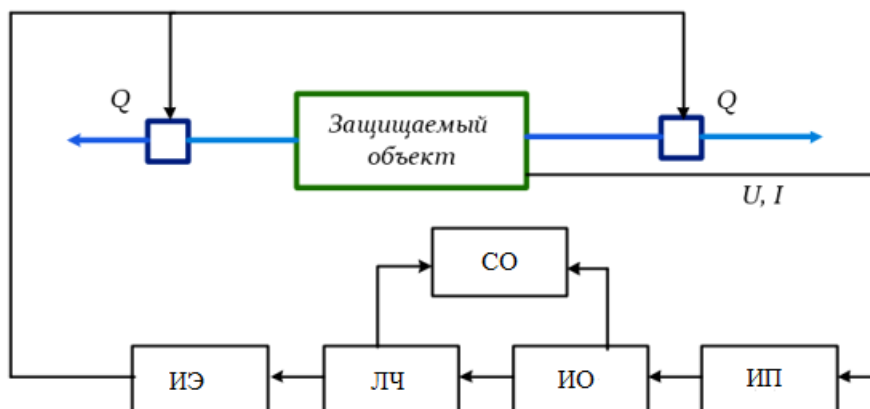 Q
Q
Защищаемый
объект
U, I
СО
ИЭ
ЛЧ
ИО
ИП